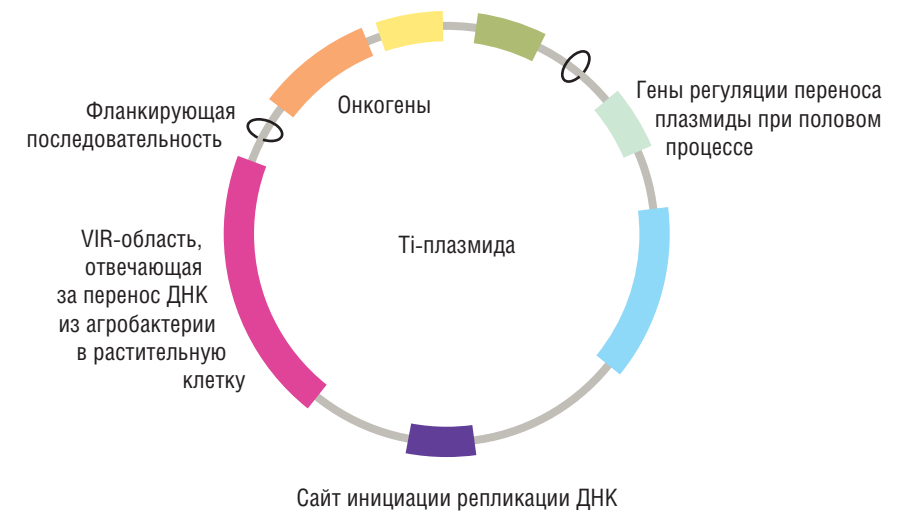 Фланкирующая
последовательность
Онкогены
Гены регуляции переноса
плазмиды при половом
процессе
VIR-область,
отвечающая
за перенос ДНК
из агробактерии
в растительную
клетку
Ti-плазмида
Сайт инициации репликации ДНК